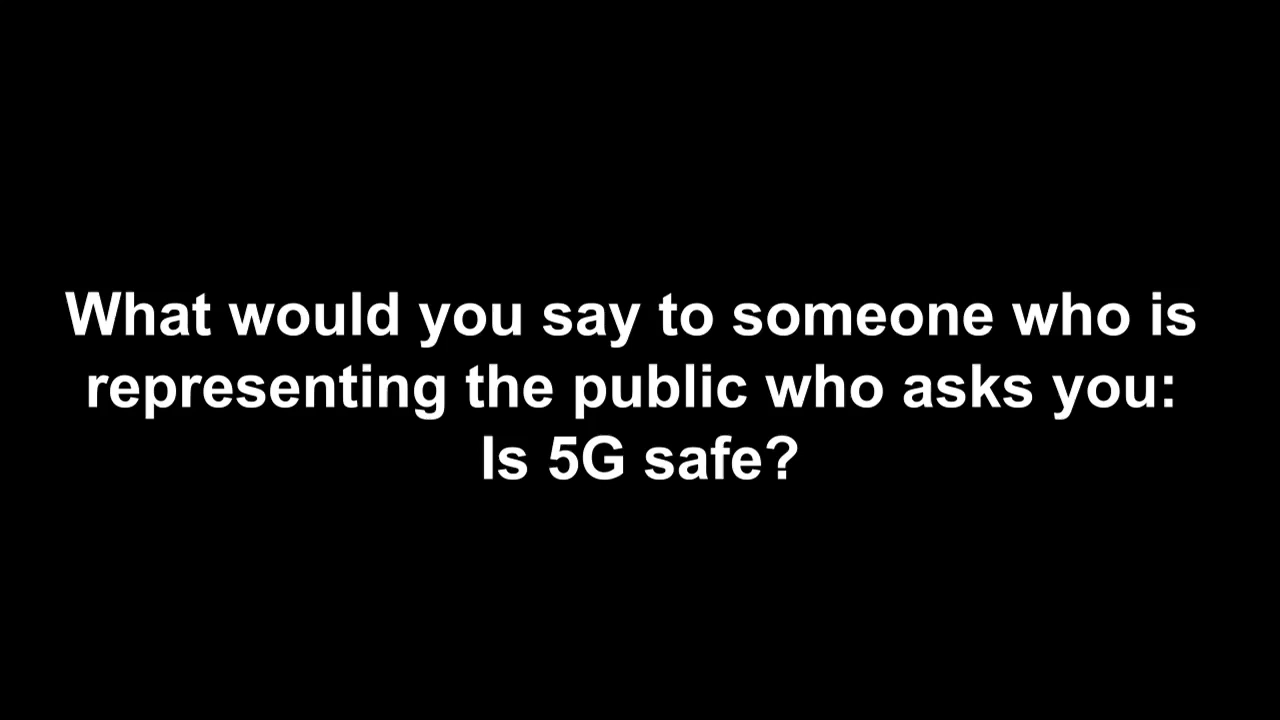 What would you say to someone who is
representing the public who asks you:
Is 5G safe?